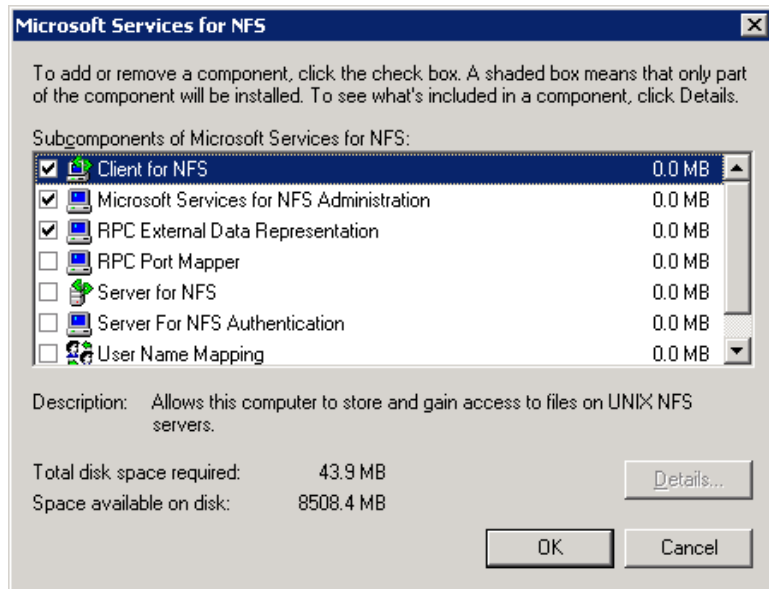 Microsoft Services for NFS
To add or remove a component, click the check box. A shaded box means that only part
of the component will be installed. To see what's included in a component, click Details.
Subcomponents of Microsoft Services for NFS:
Client for NFS 0.0 MB
Microsoft Services for NFS Administration 0.0 MB
RPC External Data Representation 0.0 MB
RPC Port Mapper 0.0 MB
Server for NFS 0.0 MB
Server For NFS Authentication 0.0 MB
User Name Mapping 0.0 MB
Description: Allows this computer to store and gain access to files on UNIX NFS
servers.
Total disk space required: 43.9 MB
Details...
Space available on disk: 8508.4 MB
OK Cancel